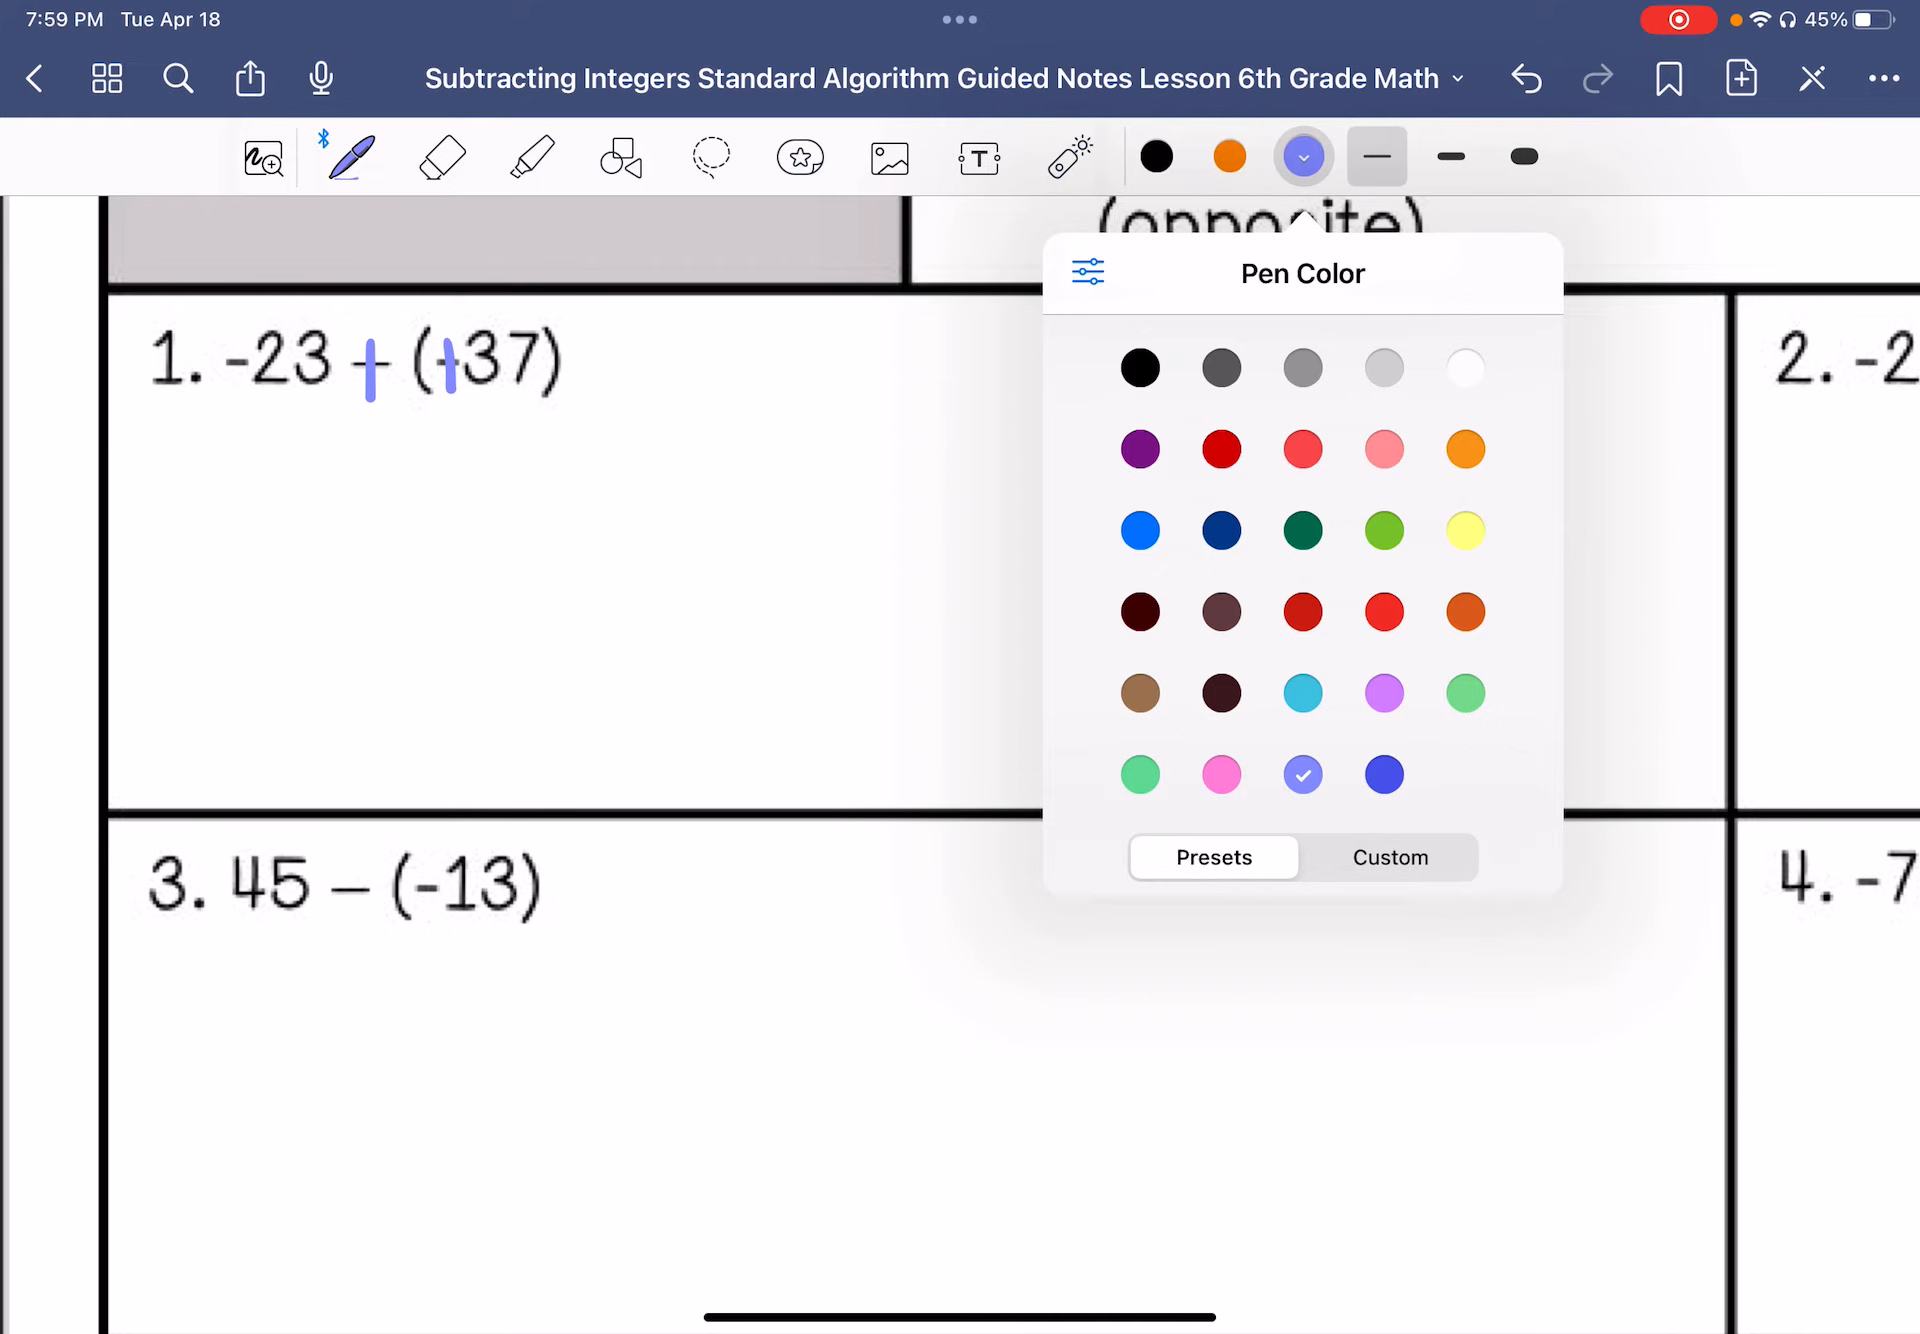 7:59 PM Tue Apr 18
45%
Subtracting Integers Standard Algorithm Guided Notes Lesson 6th Grade Math
T
(opposite)
Pen Color
1. -23 + (+37)
2. -2
3. 45 – (-13)
4. -7
Presets
Custom